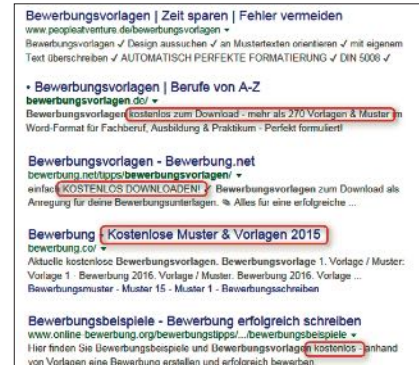 Bewerbungsvorlagen | Zeit sparen | Fehler vermeiden
www.peopleatventure.de/bewerbungsvorlagen ▾
Bewerbungsvorlagen ✓ Design aussuchen ✓ an Mustertexten orientieren ✓ mit eigenem
Text überschreiben ✓ AUTOMATISCH PERFEKTE FORMATIERUNG ✓ DIN 5008 ✓
• Bewerbungsvorlagen | Berufe von A-Z
bewerbungsvorlagen.do/ ▾
Bewerbungsvorlagen kostenlos zum Download - mehr als 270 Vorlagen & Muster im
Word-Format für Fachberuf, Ausbildung & Praktikum - Perfekt formuliert!
Bewerbungsvorlagen - Bewerbung.net
bewerbung.net/tipps/bewerbungsvorlagen/ ▾
einfach KOSTENLOS DOWNLOADEN! ✓ Bewerbungsvorlagen zum Download als
Anregung für deine Bewerbungsunterlagen. Alles für eine erfolgreiche ...
Bewerbung - Kostenlose Muster & Vorlagen 2015
bewerbung.co/ ▾
Aktuelle kostenlose Bewerbungsvorlagen. Bewerbungsvorlage 1. Vorlage / Muster:
Vorlage 1 · Bewerbung 2016. Vorlage / Muster. Bewerbung 2016. Vorlage ...
Bewerbungsmuster - Muster 15 - Muster 1 - Bewerbungsschreiben
Bewerbungsbeispiele - Bewerbung erfolgreich schreiben
www.online-bewerbung.org/bewerbungstipps/.../bewerbungsbeispiele ▾
Hier finden Sie Bewerbungsbeispiele und Bewerbungsvorlagen kostenlos - anhand
von Vorlagen eine Bewerbung erstellen und erfolgreich bewerben.